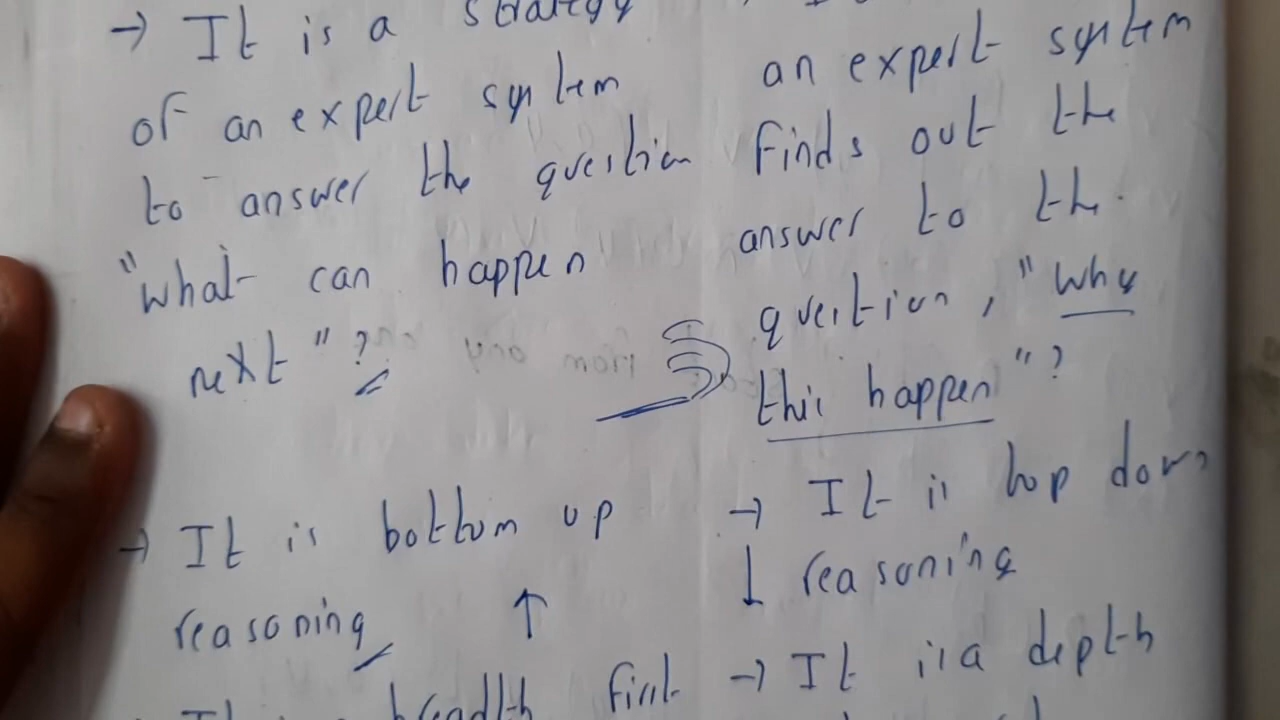 → It is a strategy
of an expert system
to answer the question
"what can happen
next" ?
→ It is bottom up
reasoning ↑
breadth first
an expert system
finds out the
answer to the
question, "why
this happen" ?
→ It is top down
↓ reasoning
→ It is a depth